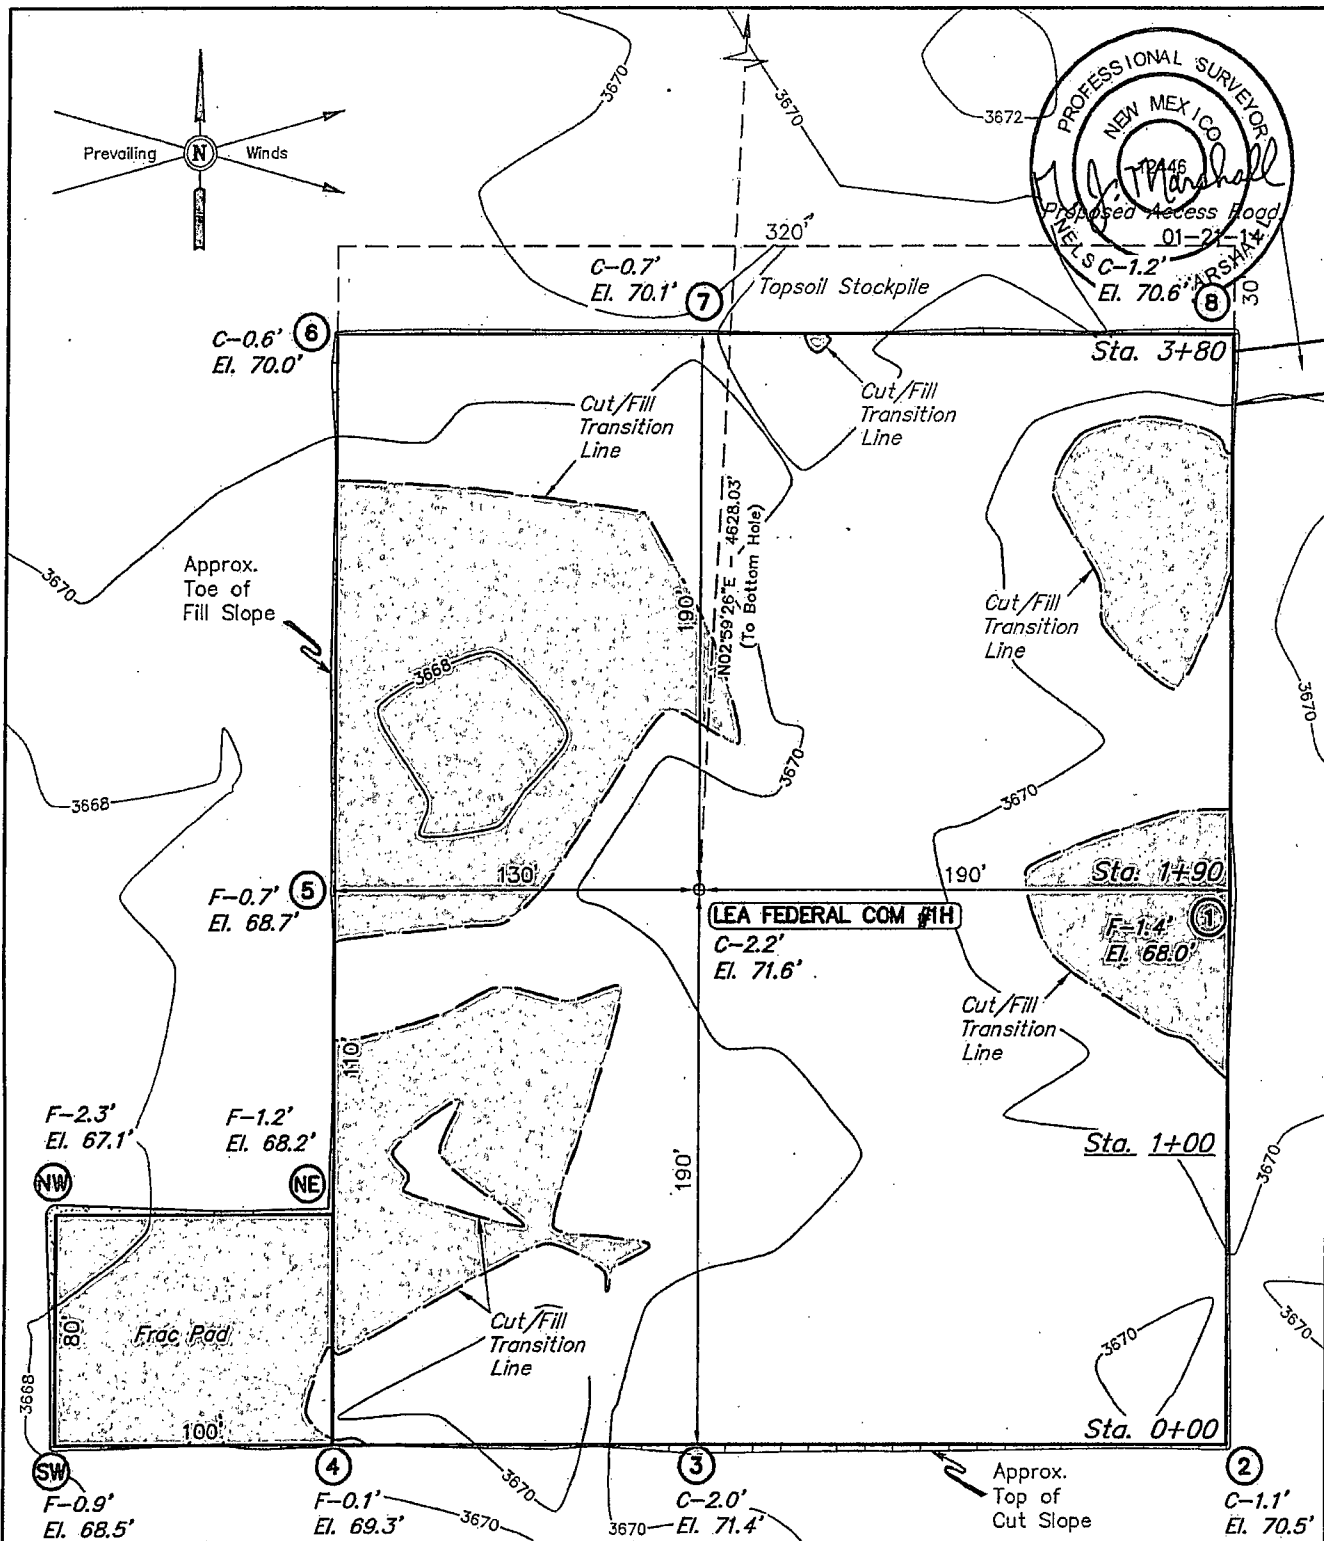 PROFESSIONAL SURVEYOR
NEW MEXICO
12446
J. Marshall
NELS
ARSHALL
Proposed Access Road
01-21-14
Prevailing
N
Winds
3670
3670
3672
320'
C-0.7'
El. 70.1'
7
Topsoil Stockpile
C-1.2'
El. 70.6'
8
30'
C-0.6'
El. 70.0'
6
Sta. 3+80
Cut/Fill
Transition
Line
Cut/Fill
Transition
Line
3670
Approx.
Toe of
Fill Slope
190'
N02°59'26"E - 4628.03'
(To Bottom Hole)
Cut/Fill
Transition
Line
3668
3670
3668
3670
3670
F-0.7'
El. 68.7'
5
130'
190'
Sta. 1+90
LEA FEDERAL COM #1H
C-2.2'
El. 71.6'
1
F-1.4'
El. 68.0'
Cut/Fill
Transition
Line
110'
F-2.3'
El. 67.1'
F-1.2'
El. 68.2'
NW
NE
Sta. 1+00
3670
190'
80'
Frac Pad
Cut/Fill
Transition
Line
3668
3670
3670
100'
Sta. 0+00
SW
4
3
2
F-0.9'
El. 68.5'
F-0.1'
El. 69.3'
3670
3670
C-2.0'
El. 71.4'
Approx.
Top of
Cut Slope
C-1.1'
El. 70.5'